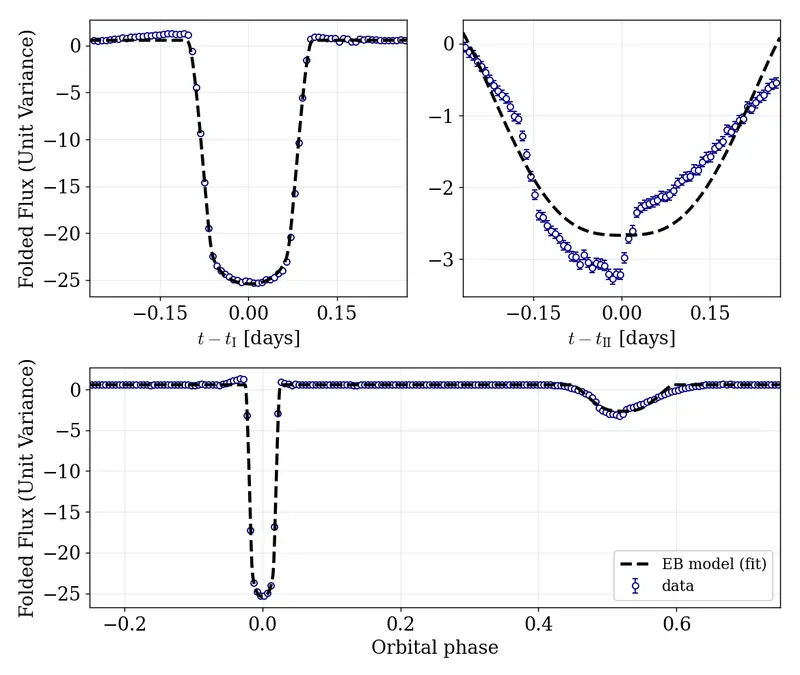 Folded Flux (Unit Variance)
0
−5
−10
−15
−20
−25
−0.15 0.00 0.15
t − t_I [days]
0
−1
−2
−3
−0.15 0.00 0.15
t − t_II [days]
Folded Flux (Unit Variance)
0
−5
−10
−15
−20
−25
−0.2 0.0 0.2 0.4 0.6
Orbital phase
EB model (fit)
data